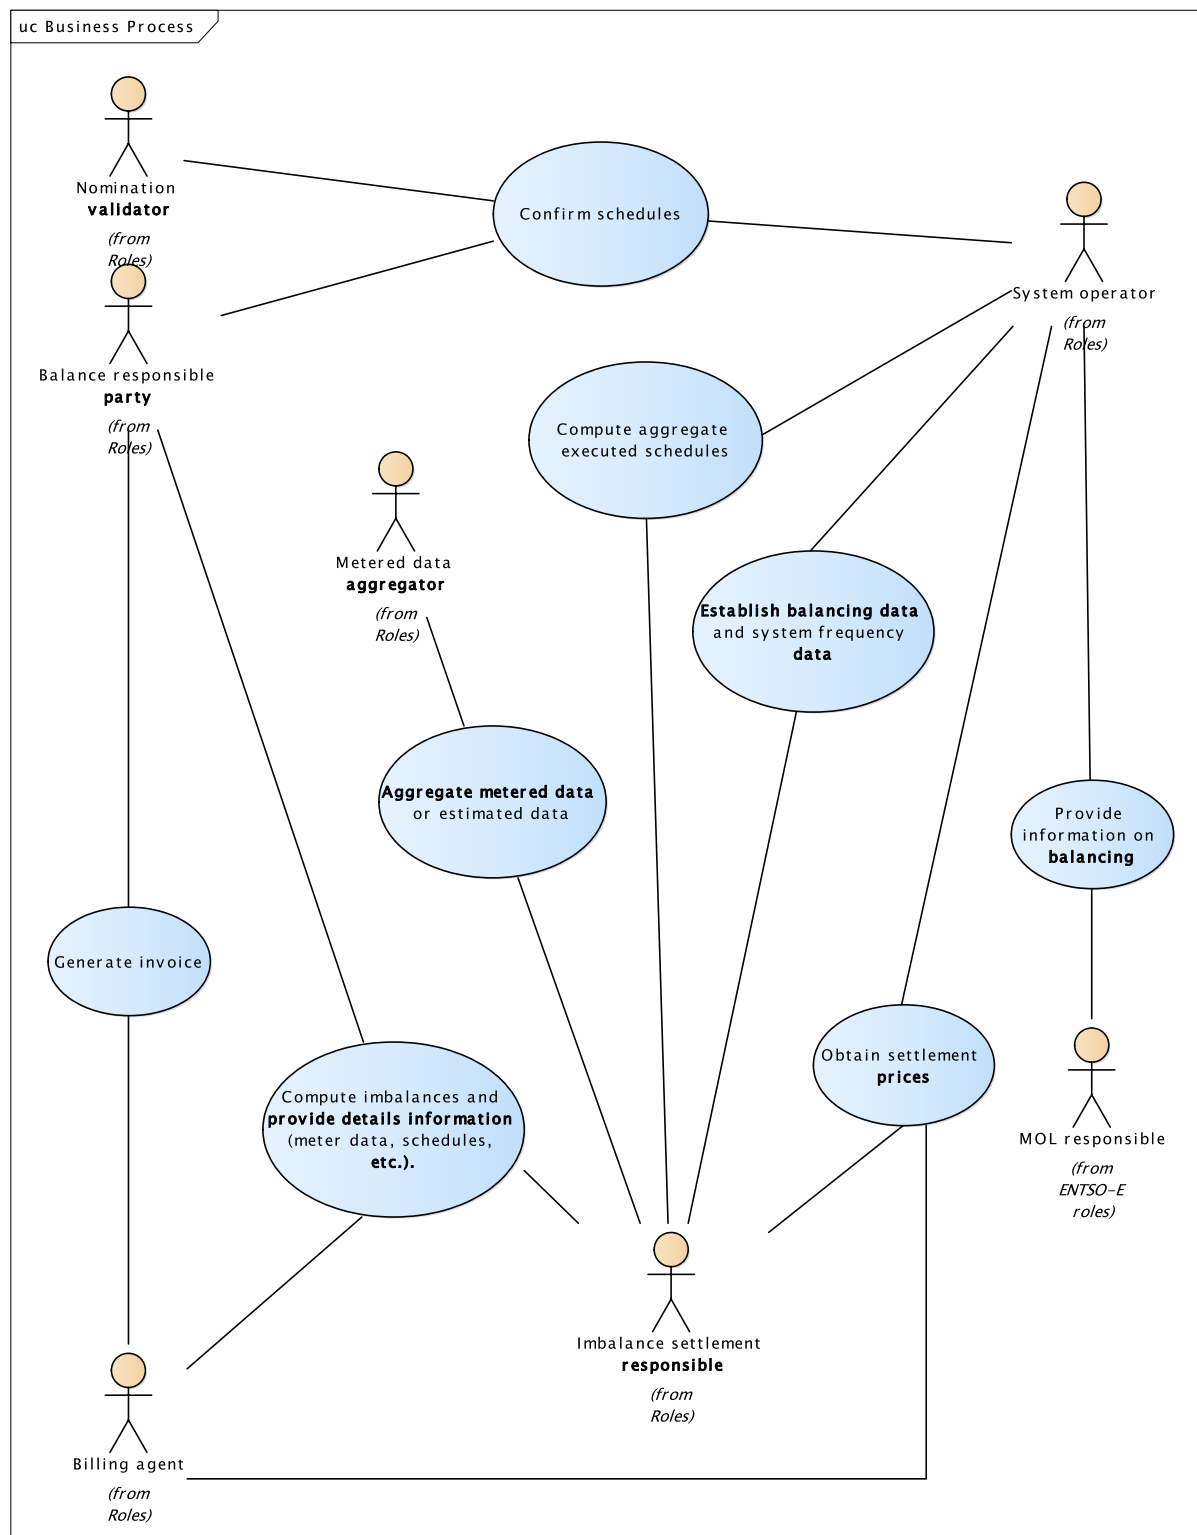 uc Business Process
Nomination
validator
(from
Roles)
Confirm schedules
System operator
(from
Roles)
Balance responsible
party
(from
Roles)
Compute aggregate
executed schedules
Metered data
aggregator
(from
Roles)
Establish balancing data
and system frequency
data
Aggregate metered data
or estimated data
Provide
information on
balancing
Generate invoice
Obtain settlement
prices
Compute imbalances and
provide details information
(meter data, schedules,
etc.).
MOL responsible
(from
ENTSO-E
roles)
Imbalance settlement
responsible
(from
Roles)
Billing agent
(from
Roles)